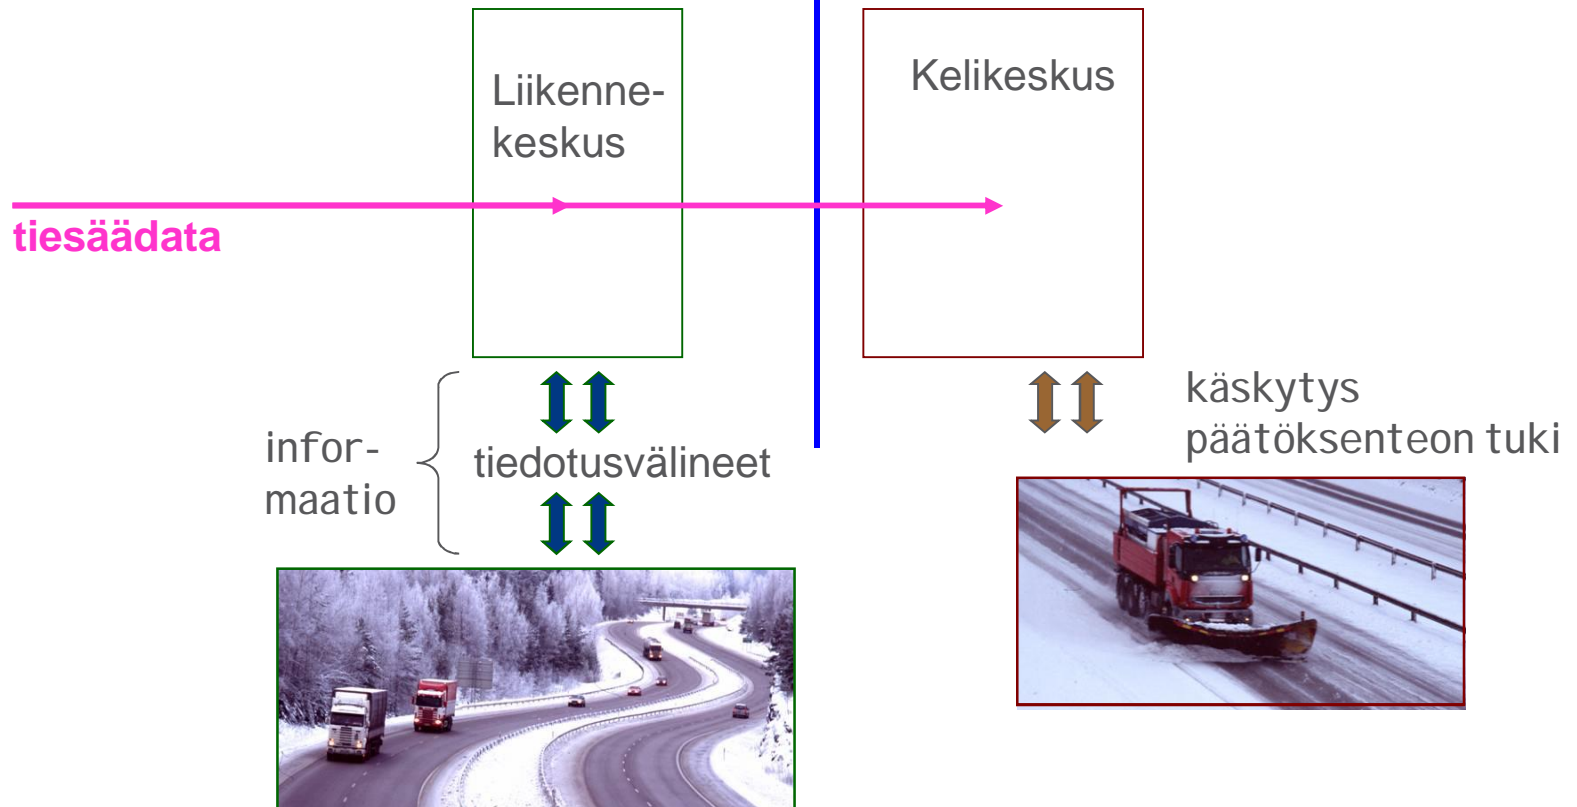 Liikenne-
keskus
Kelikeskus
tiesäädata
infor-
maatio
tiedotusvälineet
käskytys
päätöksenteon tuki